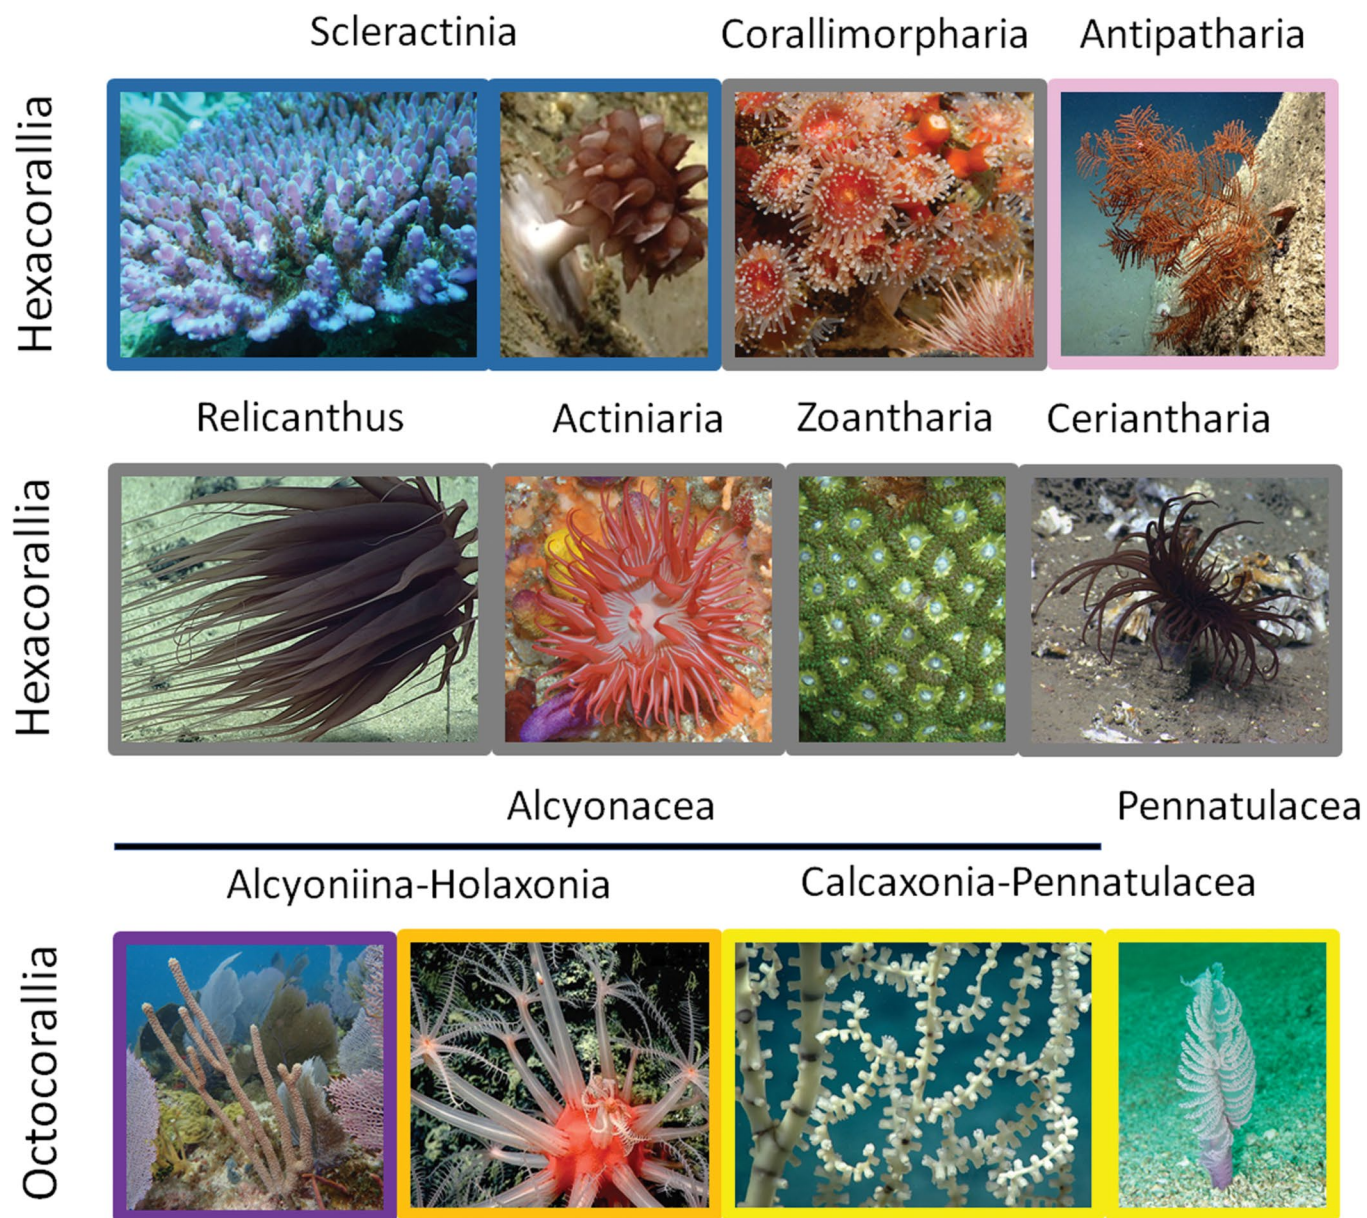 Scleractinia
Corallimorpharia
Antipatharia
Hexacorallia
Relicanthus
Actiniaria
Zoantharia
Ceriantharia
Hexacorallia
Alcyonacea
Pennatulacea
Alcyoniina-Holaxonia
Calcaxonia-Pennatulacea
Octocorallia